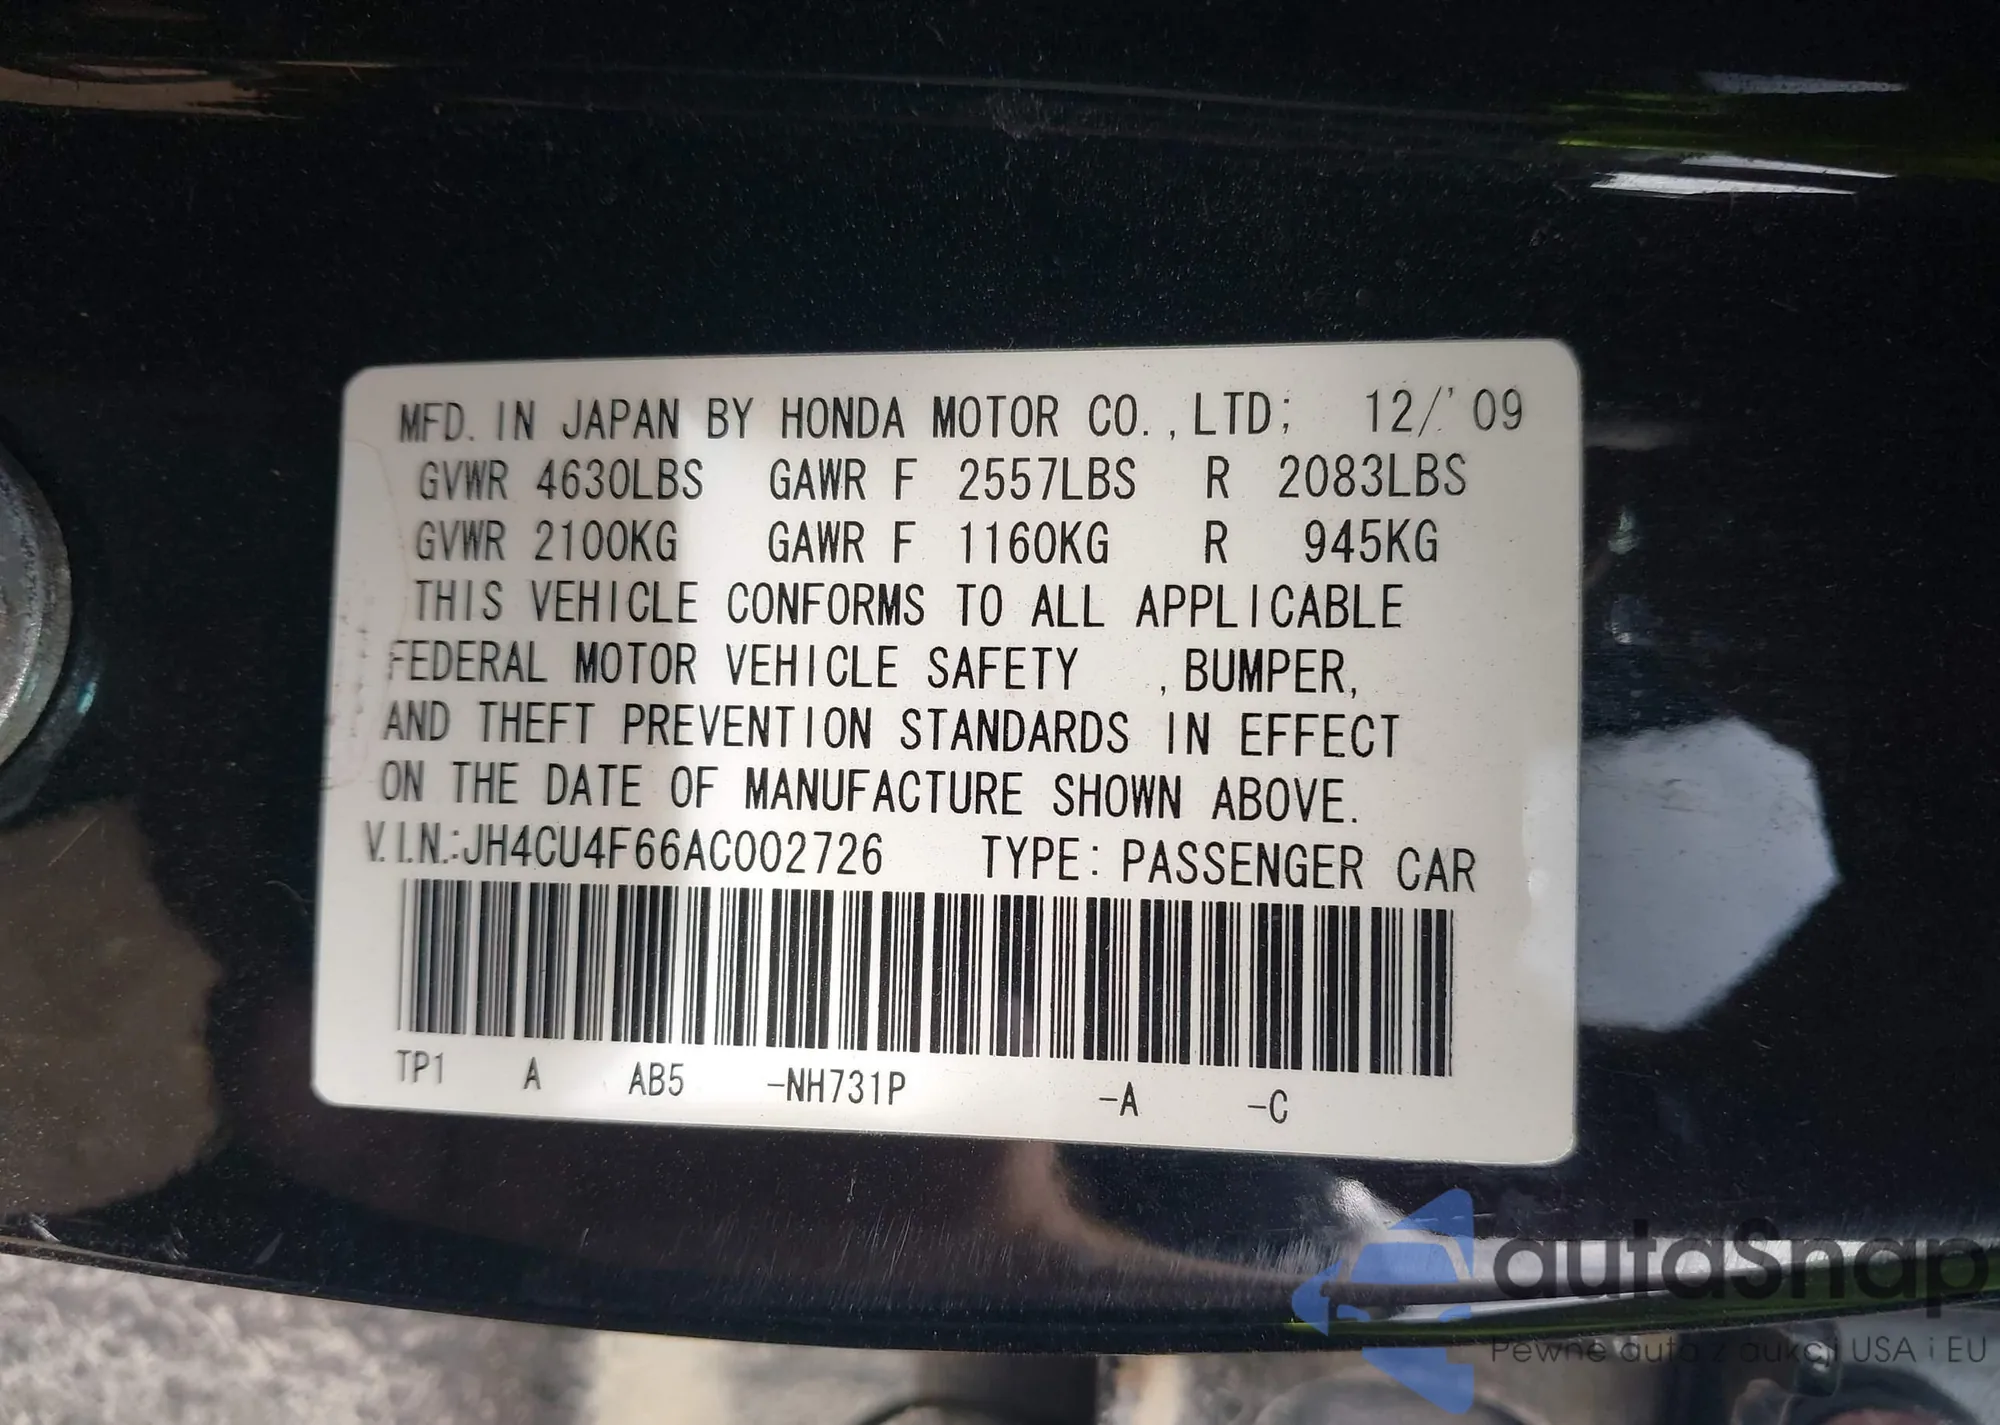 MFD. IN JAPAN BY HONDA MOTOR CO.,LTD; 12/'09
GVWR 4630LBS GAWR F 2557LBS R 2083LBS
GVWR 2100KG GAWR F 1160KG R 945KG
THIS VEHICLE CONFORMS TO ALL APPLICABLE
FEDERAL MOTOR VEHICLE SAFETY ,BUMPER,
AND THEFT PREVENTION STANDARDS IN EFFECT
ON THE DATE OF MANUFACTURE SHOWN ABOVE.
V.I.N.:JH4CU4F66AC002726 TYPE: PASSENGER CAR
TP1 A AB5 -NH731P -A -C
autaSnap
Pewne auto z aukcji USA i EU